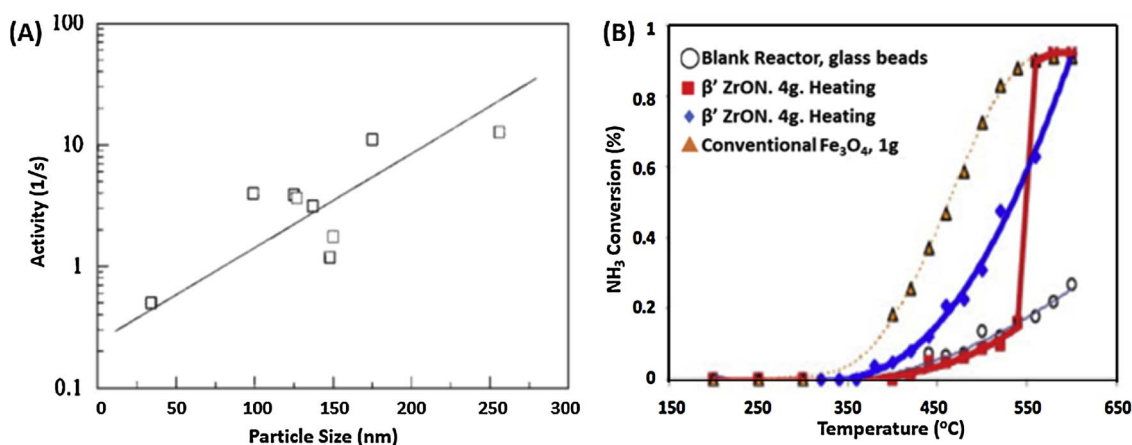 (A)
Activity (1/s)
100
10
1
0.1
0 50 100 150 200 250 300
Particle Size (nm)
(B)
Blank Reactor, glass beads
β’ ZrON. 4g. Heating
β’ ZrON. 4g. Heating
Conventional Fe₃O₄, 1g
NH₃ Conversion (%)
1
0.8
0.6
0.4
0.2
0
150 250 350 450 550 650
Temperature (°C)